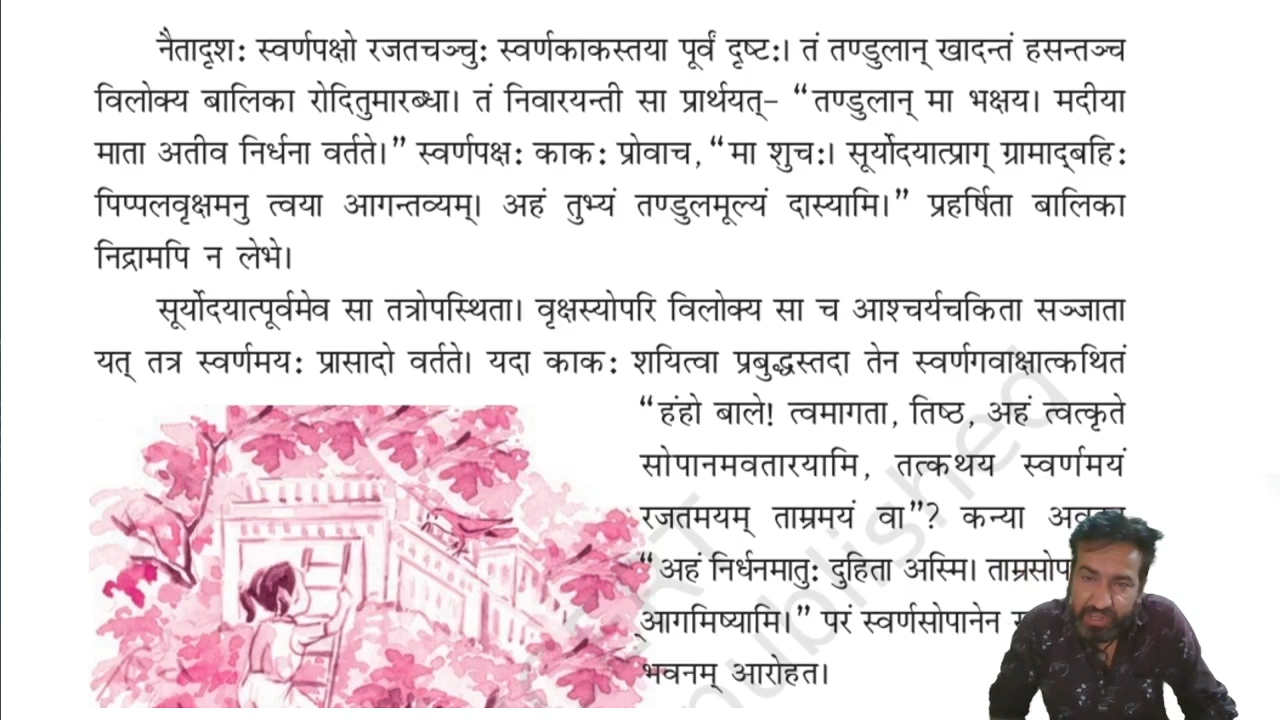 नैतादृशः स्वर्णपक्षो रजतचञ्चुः स्वर्णकाकस्तया पूर्वं दृष्टः। तं तण्डुलान् खादन्तं हसन्तञ्च
विलोक्य बालिका रोदितुमारब्धा। तं निवारयन्ती सा प्रार्थयत्– “तण्डुलान् मा भक्षय। मदीया
माता अतीव निर्धना वर्तते।” स्वर्णपक्षः काकः प्रोवाच, “मा शुचः। सूर्योदयात्प्राग् ग्रामाद्बहिः
पिप्पलवृक्षमनु त्वया आगन्तव्यम्। अहं तुभ्यं तण्डुलमूल्यं दास्यामि।” प्रहर्षिता बालिका
निद्रामपि न लेभे।
सूर्योदयात्पूर्वमेव सा तत्रोपस्थिता। वृक्षस्योपरि विलोक्य सा च आश्चर्यचकिता सञ्जाता
यत् तत्र स्वर्णमयः प्रासादो वर्तते। यदा काकः शयित्वा प्रबुद्धस्तदा तेन स्वर्णगवाक्षात्कथितं
“हंहो बाले! त्वमागता, तिष्ठ, अहं त्वत्कृते
सोपानमवतारयामि, तत्कथय स्वर्णमयं
रजतमयम् ताम्रमयं वा”? कन्या
“अहं निर्धनमातुः दुहिता अस्मि।
आगमिष्यामि।” परं स्वर्णसोपानेन
भवनम् आरोहत।
published